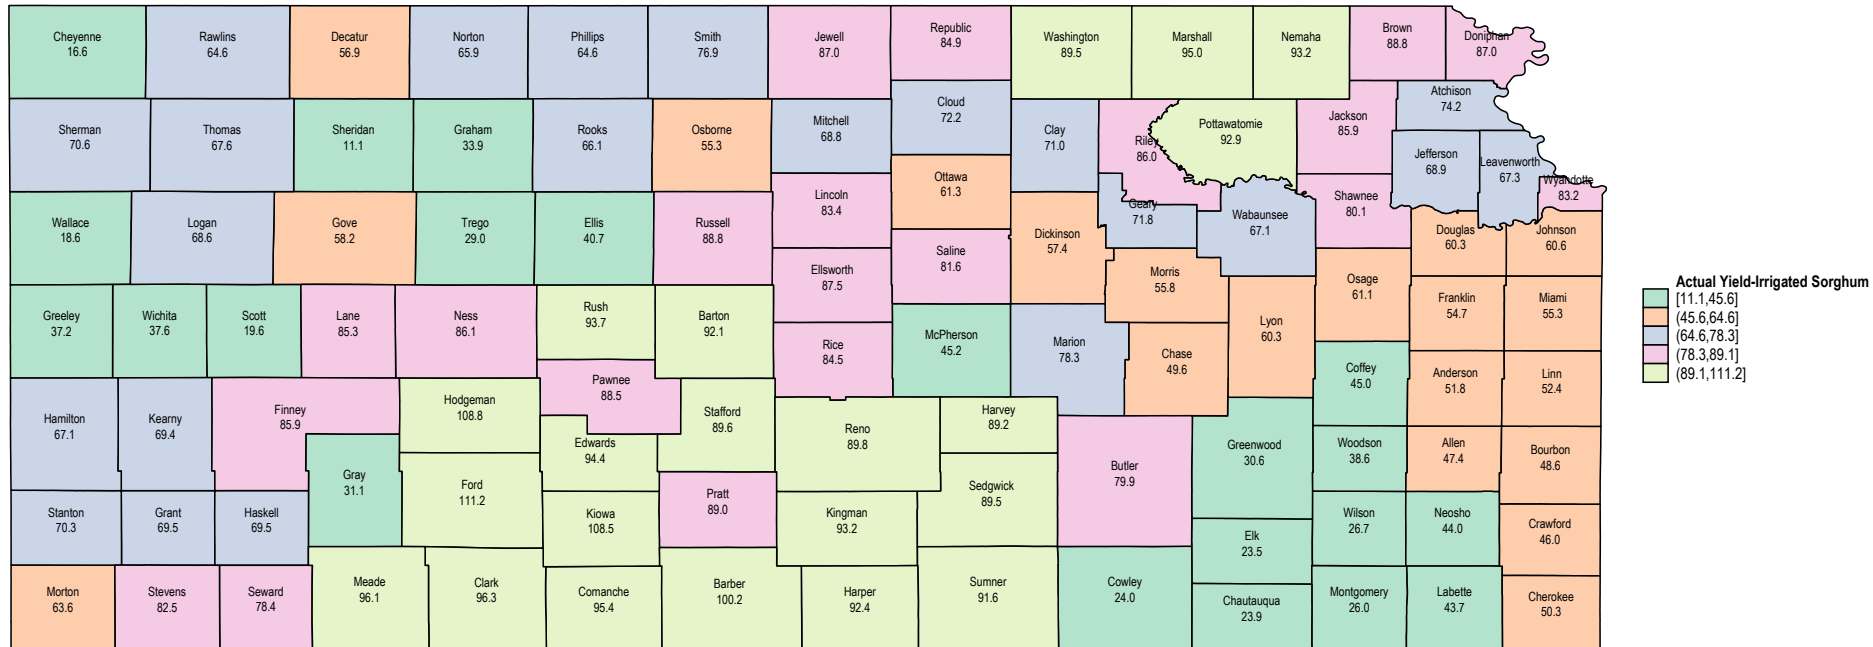 Cheyenne
16.6
Rawlins
64.6
Decatur
56.9
Norton
65.9
Phillips
64.6
Smith
76.9
Jewell
87.0
Republic
84.9
Washington
89.5
Marshall
95.0
Nemaha
93.2
Brown
88.8
Doniphan
87.0
Sherman
70.6
Thomas
67.6
Sheridan
11.1
Graham
33.9
Rooks
66.1
Osborne
55.3
Mitchell
68.8
Cloud
72.2
Clay
71.0
Riley
86.0
Pottawatomie
92.9
Jackson
85.9
Atchison
74.2
Jefferson
68.9
Leavenworth
67.3
Wyandotte
83.2
Wallace
18.6
Logan
68.6
Gove
58.2
Trego
29.0
Ellis
40.7
Russell
88.8
Lincoln
83.4
Ottawa
61.3
Dickinson
57.4
Geary
71.8
Wabaunsee
67.1
Shawnee
80.1
Douglas
60.3
Johnson
60.6
Ellsworth
87.5
Saline
81.6
Morris
55.8
Osage
61.1
Franklin
54.7
Miami
55.3
Greeley
37.2
Wichita
37.6
Scott
19.6
Lane
85.3
Ness
86.1
Rush
93.7
Barton
92.1
Rice
84.5
McPherson
45.2
Marion
78.3
Chase
49.6
Lyon
60.3
Coffey
45.0
Anderson
51.8
Linn
52.4
Hamilton
67.1
Kearny
69.4
Finney
85.9
Hodgeman
108.8
Pawnee
88.5
Stafford
89.6
Reno
89.8
Harvey
89.2
Edwards
94.4
Gray
31.1
Ford
111.2
Butler
79.9
Greenwood
30.6
Woodson
38.6
Allen
47.4
Bourbon
48.6
Stanton
70.3
Grant
69.5
Haskell
69.5
Kiowa
108.5
Pratt
89.0
Kingman
93.2
Sedgwick
89.5
Elk
23.5
Wilson
26.7
Neosho
44.0
Crawford
46.0
Morton
63.6
Stevens
82.5
Seward
78.4
Meade
96.1
Clark
96.3
Comanche
95.4
Barber
100.2
Harper
92.4
Sumner
91.6
Cowley
24.0
Chautauqua
23.9
Montgomery
26.0
Labette
43.7
Cherokee
50.3
Actual Yield-Irrigated Sorghum
[11.1,45.6]
(45.6,64.6]
(64.6,78.3]
(78.3,89.1]
(89.1,111.2]